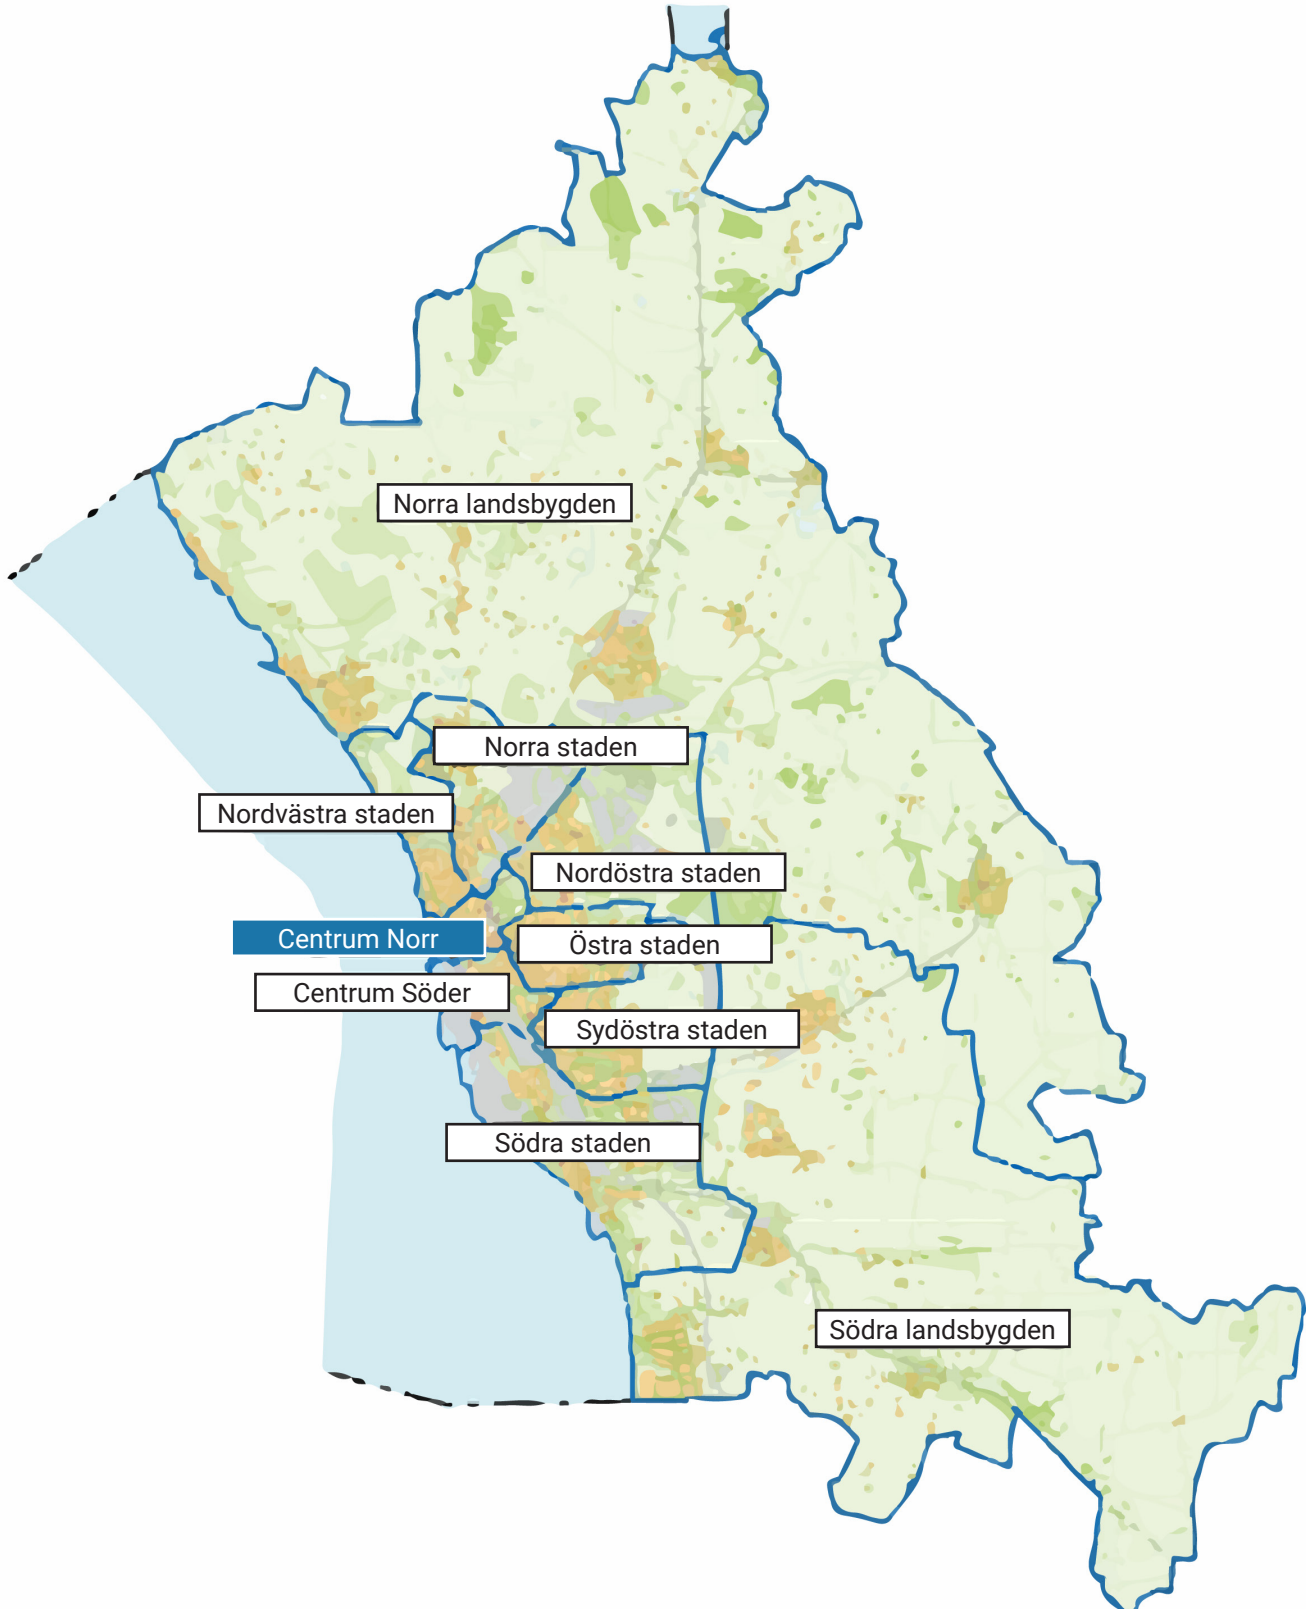 Norra landsbygden
Norra staden
Nordvästra staden
Nordöstra staden
Centrum Norr
Östra staden
Centrum Söder
Sydöstra staden
Södra staden
Södra landsbygden